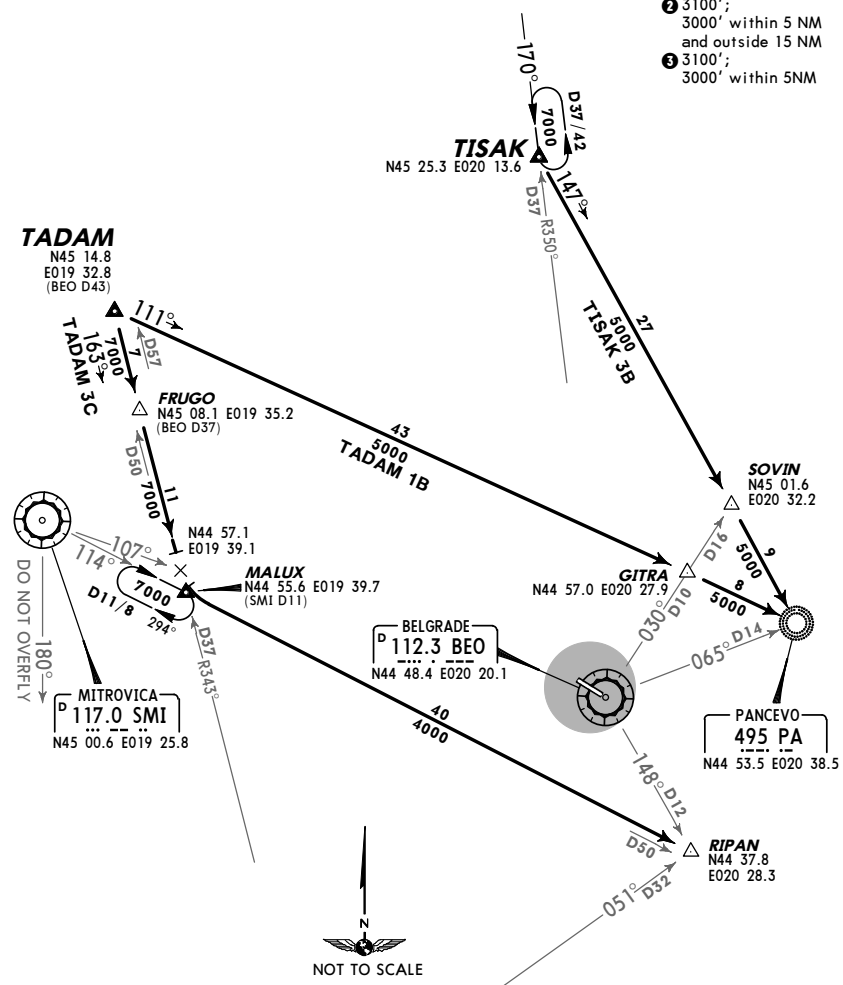 ❷ 3100';
3000' within 5 NM
and outside 15 NM
❸ 3100';
3000' within 5NM
170°
D37/42
7000
TISAK
N45 25.3 E020 13.6
147°
D37 R350°
TADAM
N45 14.8
E019 32.8
(BEO D43)
111°
27
5000
TISAK 3B
D57
7
7000
163°
TADAM 3C
FRUGO
N45 08.1 E019 35.2
(BEO D37)
43
5000
TADAM 1B
D50
11
7000
SOVIN
N45 01.6
E020 32.2
D16
9
5000
N44 57.1
E019 39.1
107°
114°
MALUX
N44 55.6 E019 39.7
(SMI D11)
7000
D11/8
294°
GITRA
N44 57.0 E020 27.9
8
5000
030° D10
065° D14
DO NOT OVERFLY
180°
D37 R343°
BELGRADE
D 112.3 BEO
N44 48.4 E020 20.1
MITROVICA
D 117.0 SMI
N45 00.6 E019 25.8
40
4000
PANCEVO
495 PA
N44 53.5 E020 38.5
148° D12
D50
RIPAN
N44 37.8
E020 28.3
051° D32
N
NOT TO SCALE